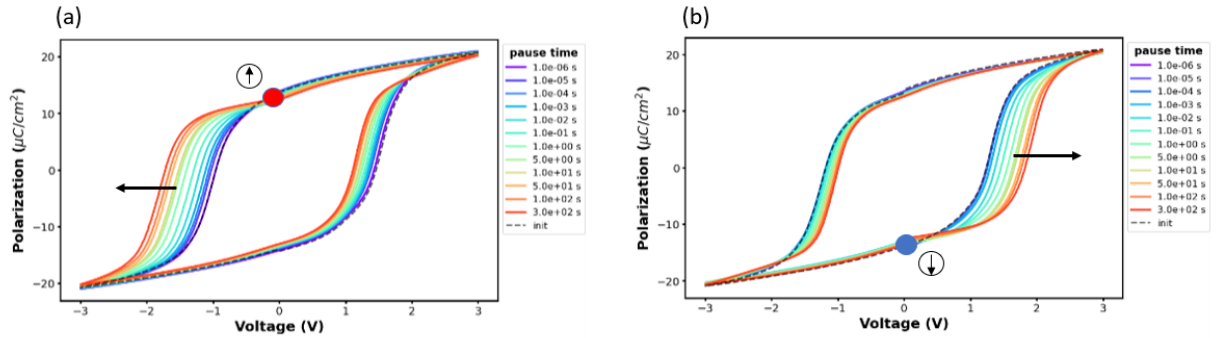 (a)
20
10
0
−10
−20
−3
−2
−1
0
1
2
3
Polarization (μC/cm²)
Voltage (V)
pause time
1.0e-06 s
1.0e-05 s
1.0e-04 s
1.0e-03 s
1.0e-02 s
1.0e-01 s
1.0e+00 s
5.0e+00 s
1.0e+01 s
5.0e+01 s
1.0e+02 s
3.0e+02 s
init
(b)
20
10
0
−10
−20
−3
−2
−1
0
1
2
3
Polarization (μC/cm²)
Voltage (V)
pause time
1.0e-06 s
1.0e-05 s
1.0e-04 s
1.0e-03 s
1.0e-02 s
1.0e-01 s
1.0e+00 s
5.0e+00 s
1.0e+01 s
5.0e+01 s
1.0e+02 s
3.0e+02 s
init